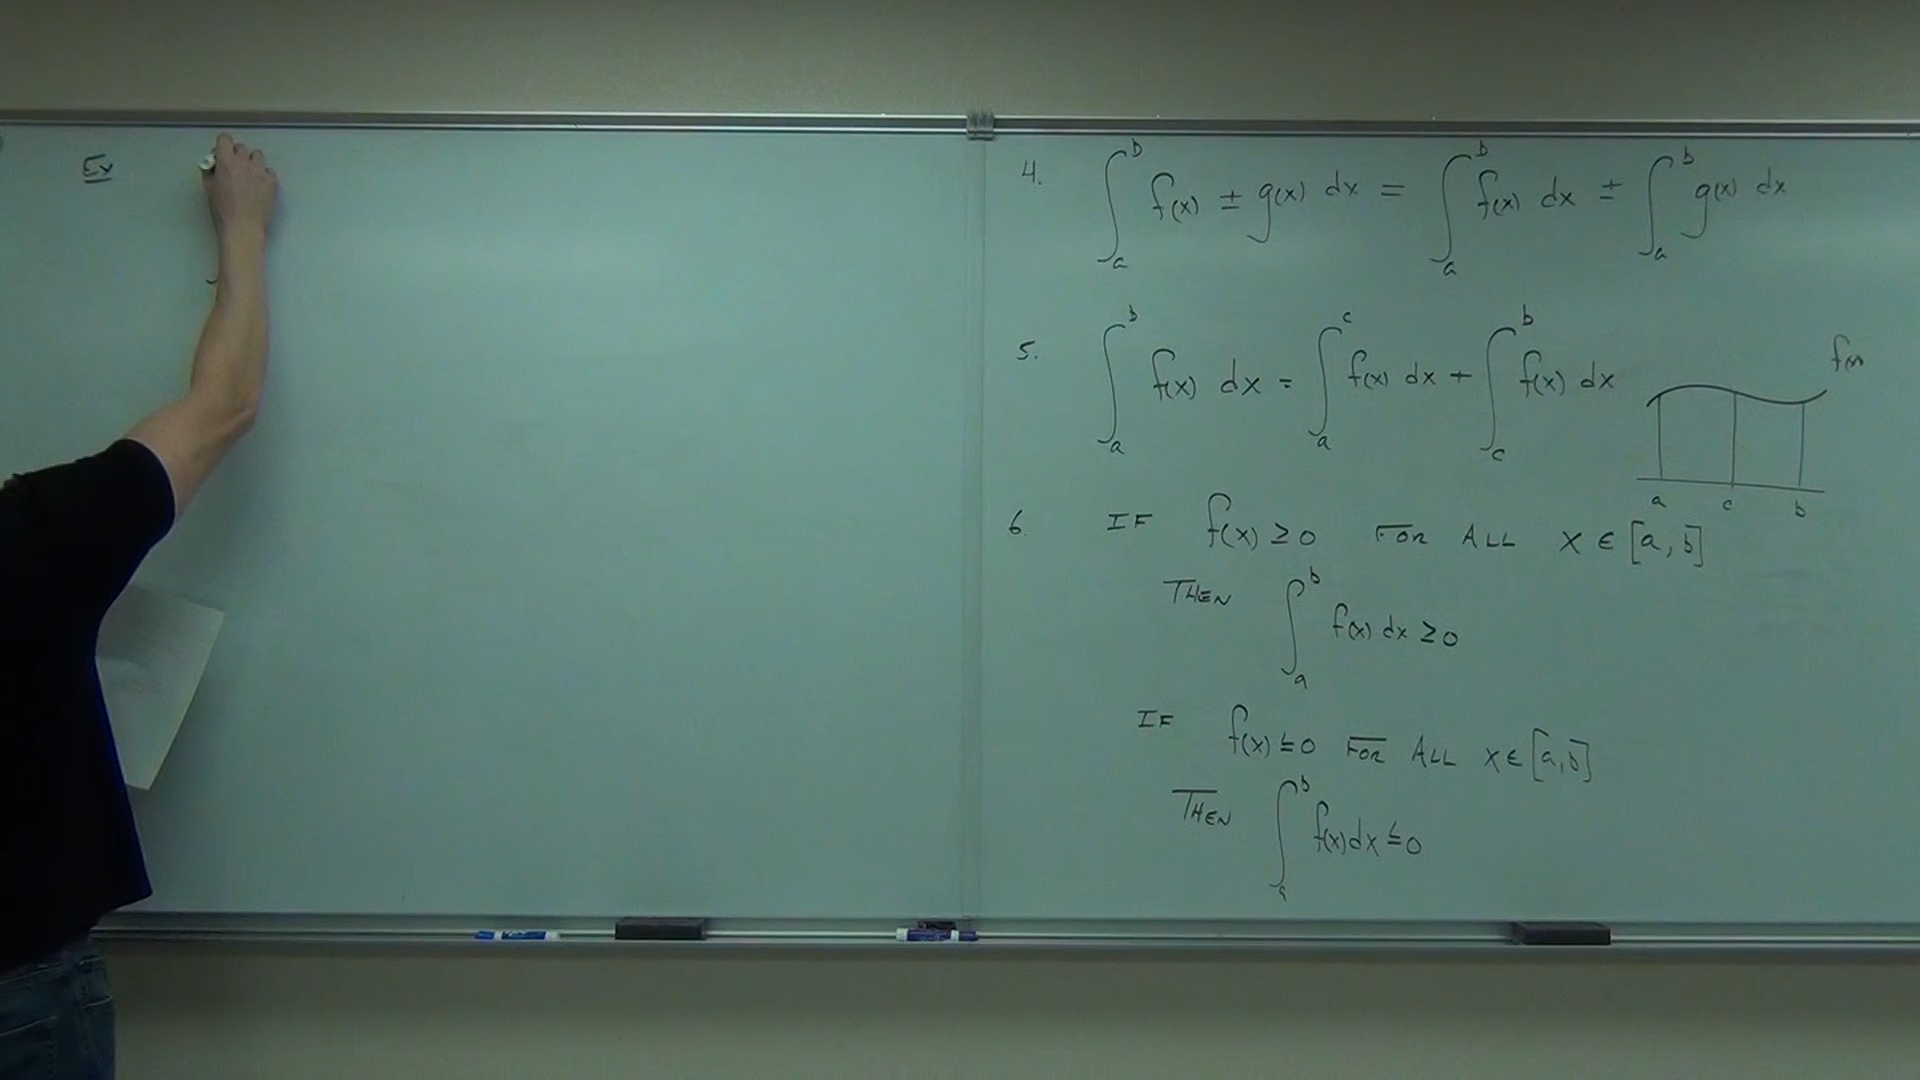 Ex
4. ∫_a^b f(x) ± g(x) dx = ∫_a^b f(x) dx ± ∫_a^b g(x) dx
5. ∫_a^b f(x) dx = ∫_a^c f(x) dx + ∫_c^b f(x) dx
f(x)
a c b
6. IF f(x) ≥ 0 FOR ALL x ∈ [a, b]
THEN ∫_a^b f(x) dx ≥ 0
IF f(x) ≤ 0 FOR ALL x ∈ [a, b]
THEN ∫_a^b f(x) dx ≤ 0